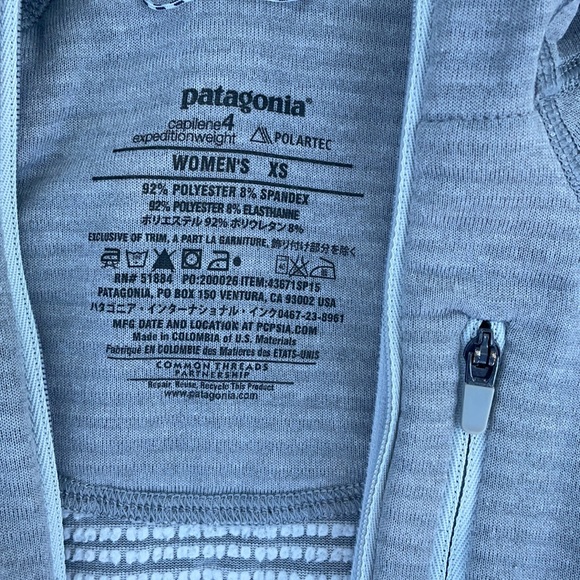 patagonia®
capilene4
expeditionweight POLARTEC
WOMEN'S XS
92% POLYESTER 8% SPANDEX
92% POLYESTER 8% ELASTHANNE
ポリエステル 92% ポリウレタン 8%
EXCLUSIVE OF TRIM, A PART LA GARNITURE, 飾り付け部分を除く
RN# 51884 PO:200026 ITEM:43671SP15
PATAGONIA, PO BOX 150 VENTURA, CA 93002 USA
パタゴニア・インターナショナル・インク0467-23-8961
MFG DATE AND LOCATION AT PCPSIA.COM
Made in COLOMBIA of U.S. Materials
Fabriqué EN COLOMBIE des Matieres des ETATS-UNIS
COMMON THREADS
PARTNERSHIP
Repair, Reuse, Recycle This Product
www.patagonia.com